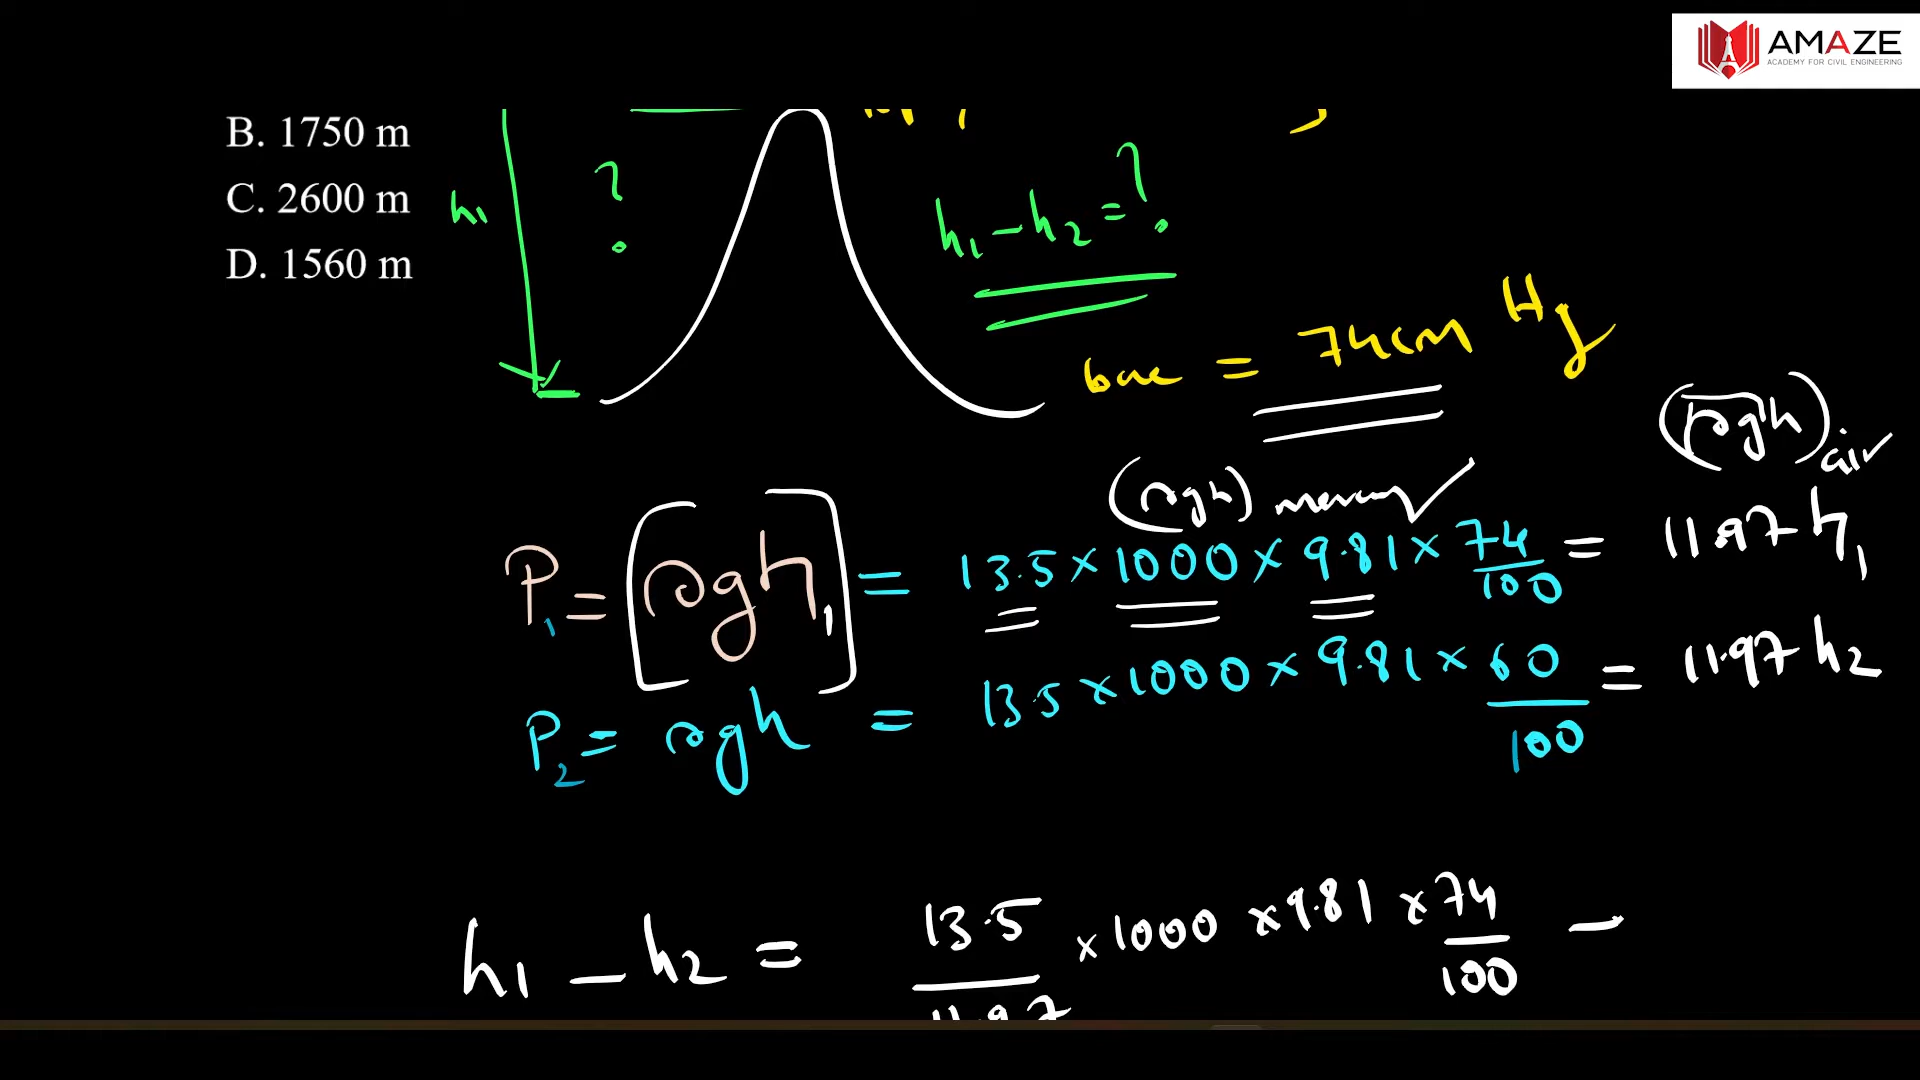 AMAZE
ACADEMY FOR CIVIL ENGINEERING
B. 1750 m
C. 2600 m
D. 1560 m
h1
?
h1 - h2 = ?
base = 74cm Hg
(ρgh) air
(ρgh) mercury
P1 = [ρgh1] = 13.5 × 1000 × 9.81 × 74/100 = 11.97 h1
P2 = ρgh = 13.5 × 1000 × 9.81 × 60/100 = 11.97 h2
h1 - h2 = 13.5/11.97 × 1000 × 9.81 × 74/100 -